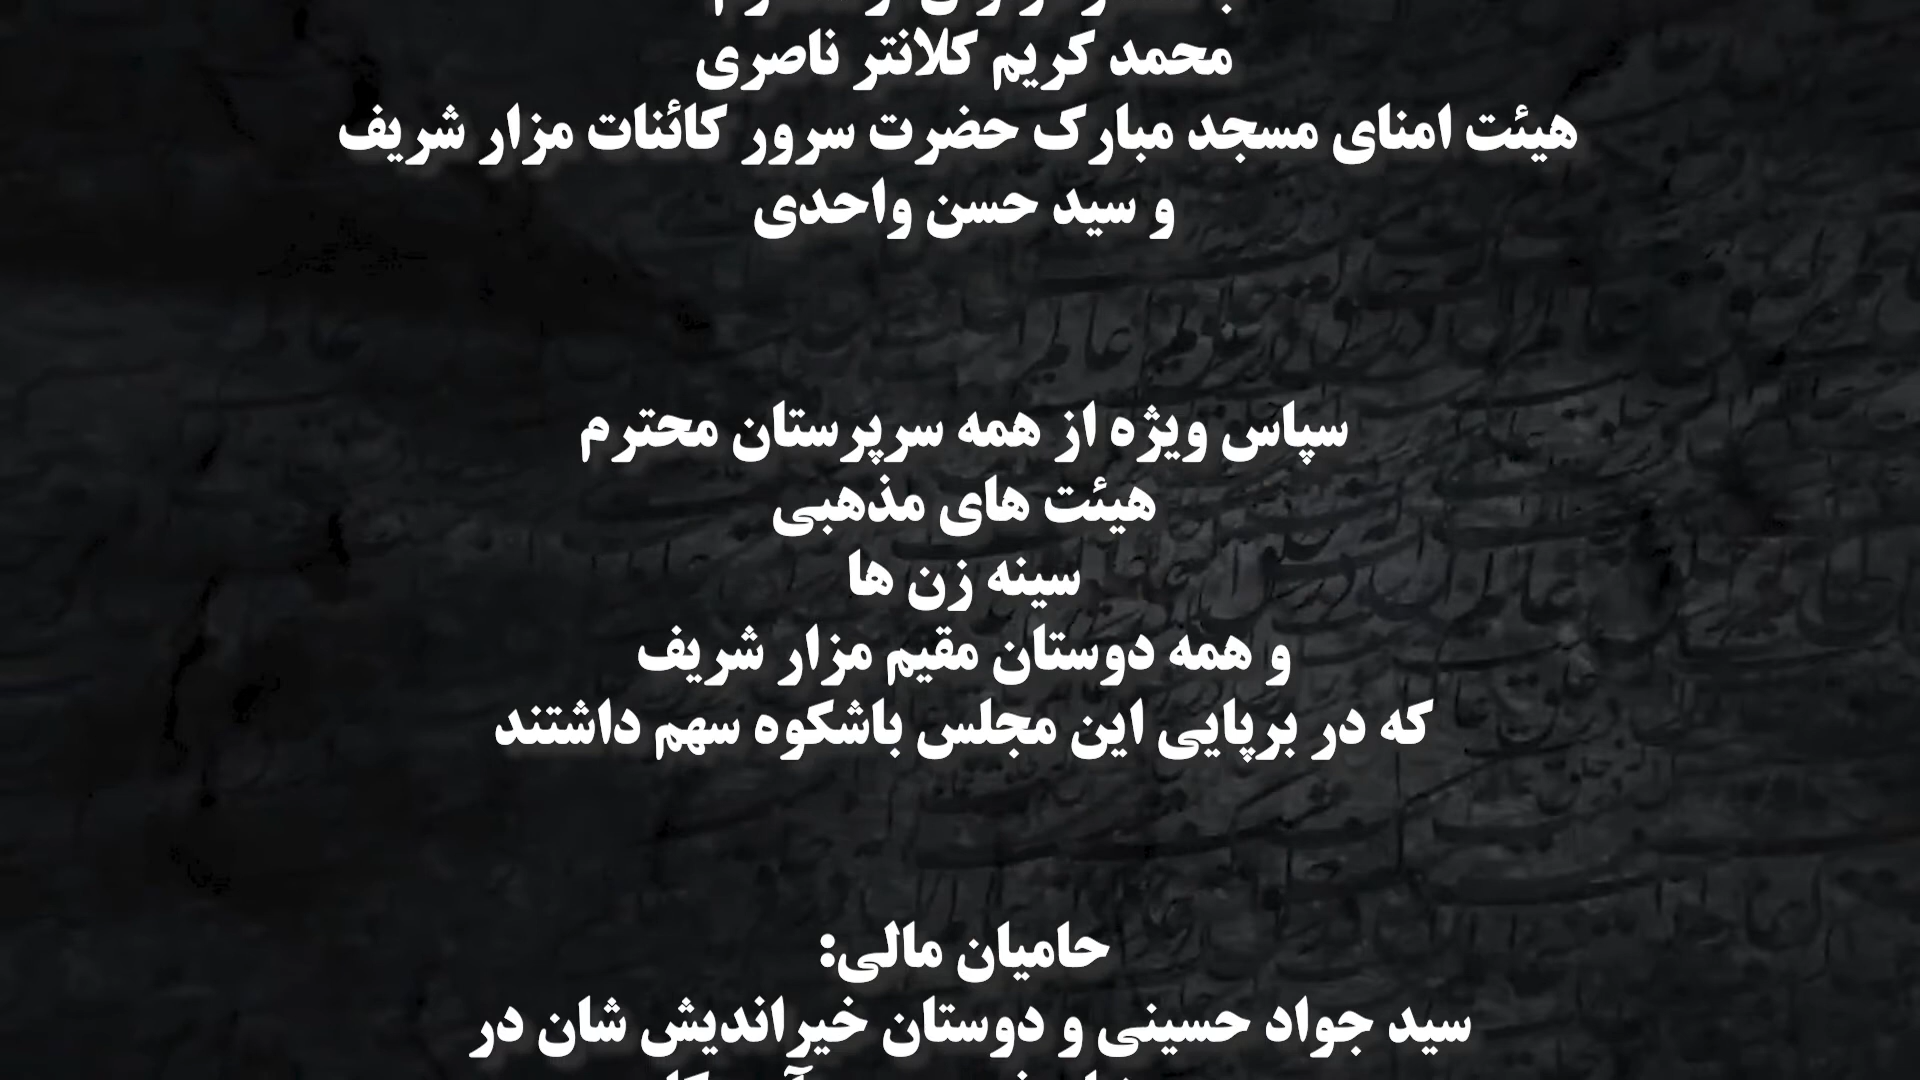 محمد کریم کلانتر ناصری
هیئت امنای مسجد مبارک حضرت سرور کائنات مزار شریف
و سید حسن واحدی
سپاس ویژه از همه سرپرستان محترم
هیئت های مذهبی
سینه زن ها
و همه دوستان مقیم مزار شریف
که در برپایی این مجلس باشکوه سهم داشتند
حامیان مالی:
سید جواد حسینی و دوستان خیراندیش شان در